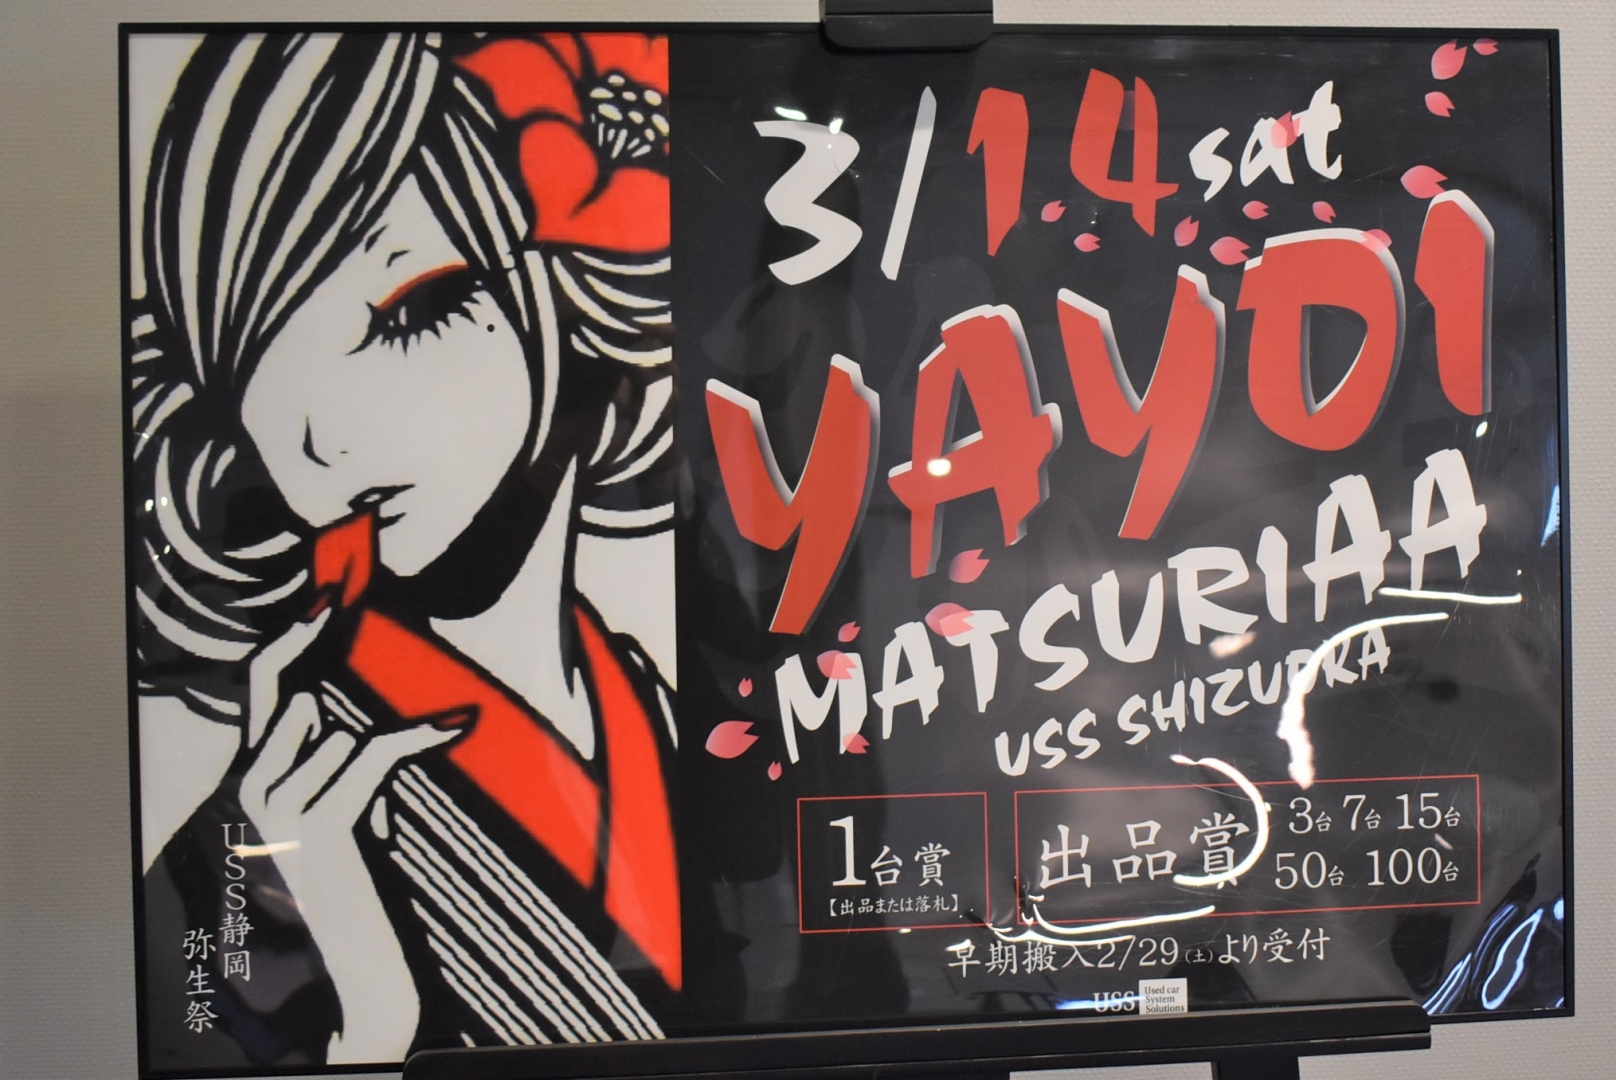 3/14sat
YAYOI
MATSURIAA
USS SHIZUOKA
1台賞
【出品または落札】
出品賞
3台 7台 15台
50台 100台
早期搬入2/29(土)より受付
USS
Used car
System
Solutions
USS静岡
弥生祭